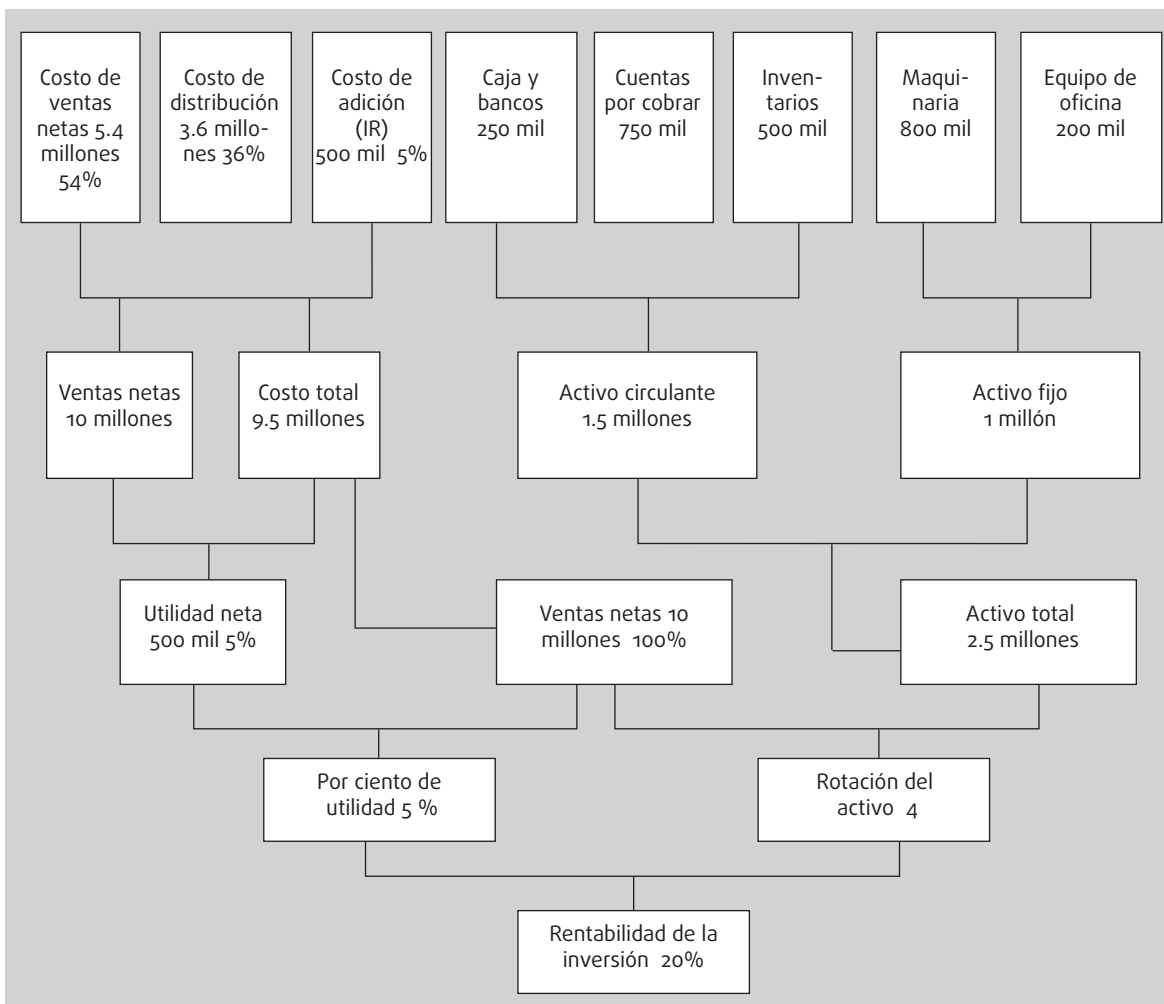 Costo de
ventas
netas 5.4
millones
54%
Costo de
distribución
3.6 millo-
nes 36%
Costo de
adición
(IR)
500 mil 5%
Caja y
bancos
250 mil
Cuentas
por cobrar
750 mil
Inven-
tarios
500 mil
Maqui-
naria
800 mil
Equipo de
oficina
200 mil
Ventas netas
10 millones
Costo total
9.5 millones
Activo circulante
1.5 millones
Activo fijo
1 millón
Utilidad neta
500 mil 5%
Ventas netas 10
millones 100%
Activo total
2.5 millones
Por ciento de
utilidad 5 %
Rotación del
activo 4
Rentabilidad de la
inversión 20%